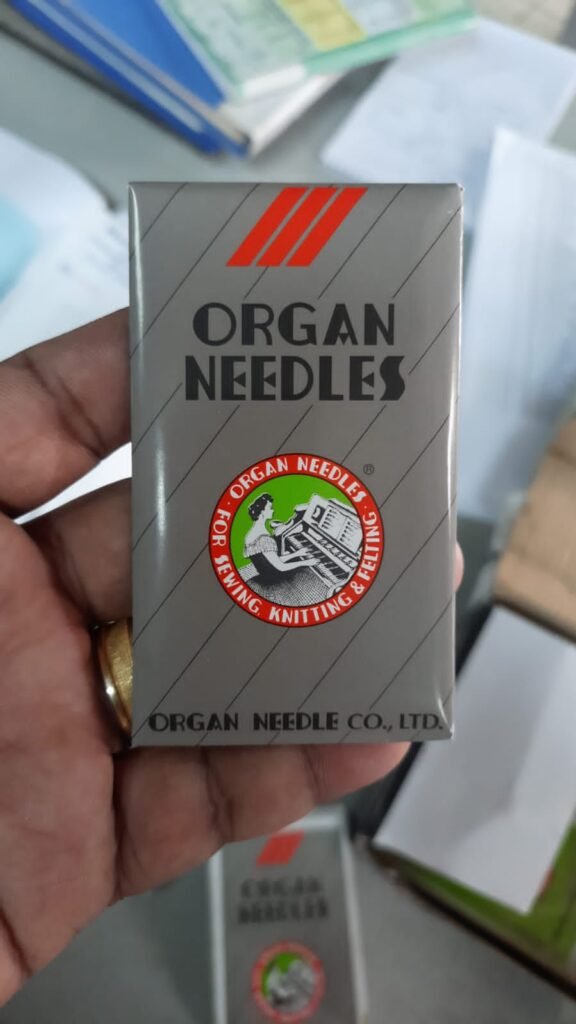 ORGAN
NEEDLES
®
· ORGAN NEEDLES ·
FOR SEWING, KNITTING & FELTING
ORGAN NEEDLE CO., LTD.
ORGAN
NEEDLES